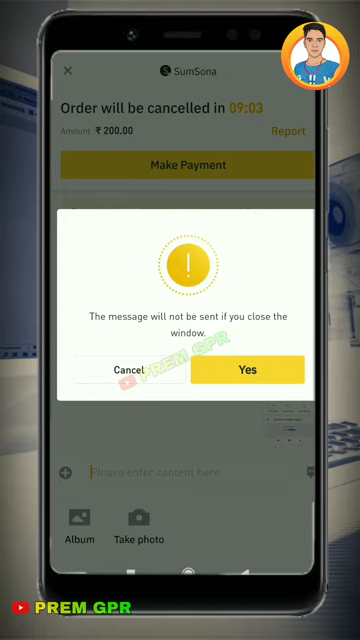 SumSona
Order will be cancelled in 09:03
Amount ₹ 200.00 Report
Make Payment
The message will not be sent if you close the
window.
PREM GPR
Cancel Yes
Please enter content here
Album Take photo
PREM GPR